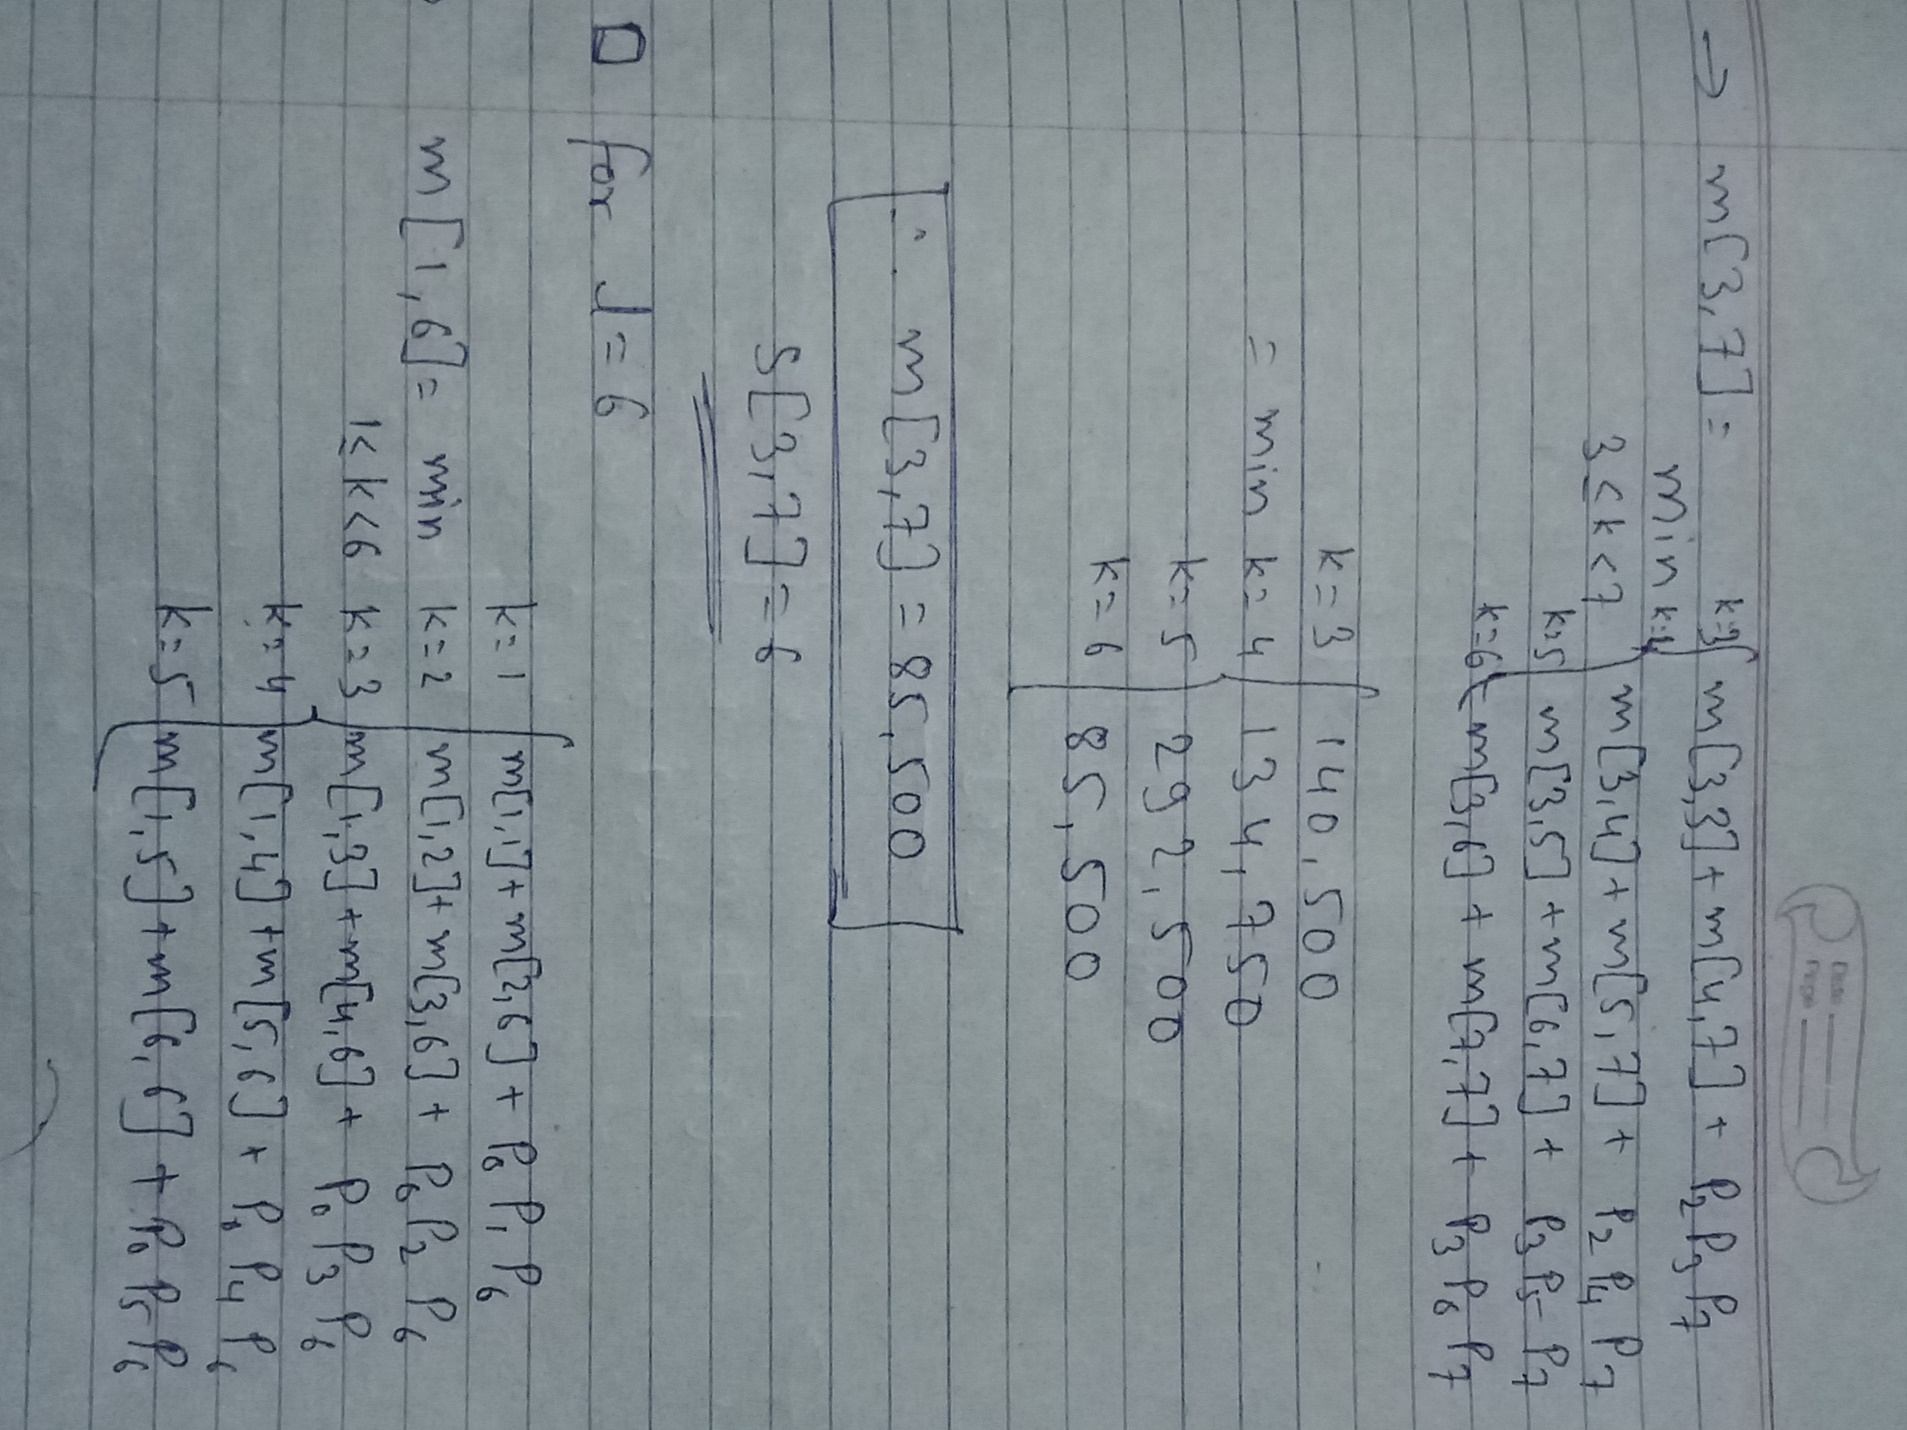 Date
Page
→ m[3,7] =
min
3≤k<7
k=3 m[3,3] + m[4,7] + P2 P3 P7
k=4 m[3,4] + m[5,7] + P2 P4 P7
k=5 m[3,5] + m[6,7] + P3 P5 P7
k=6 m[3,6] + m[7,7] + P3 P6 P7
k=3 140,500
= min k=4 134,750
k=5 292,500
k=6 85,500
∴ m[3,7] = 85,500
S[3,7] = 6
□ for J=6
k=1 m[1,1] + m[2,6] + P0 P1 P6
m[1,6] = min k=2 m[1,2] + m[3,6] + P0 P2 P6
1≤k<6 k=3 m[1,3] + m[4,6] + P0 P3 P6
k=4 m[1,4] + m[5,6] + P0 P4 P6
k=5 m[1,5] + m[6,6] + P0 P5 P6